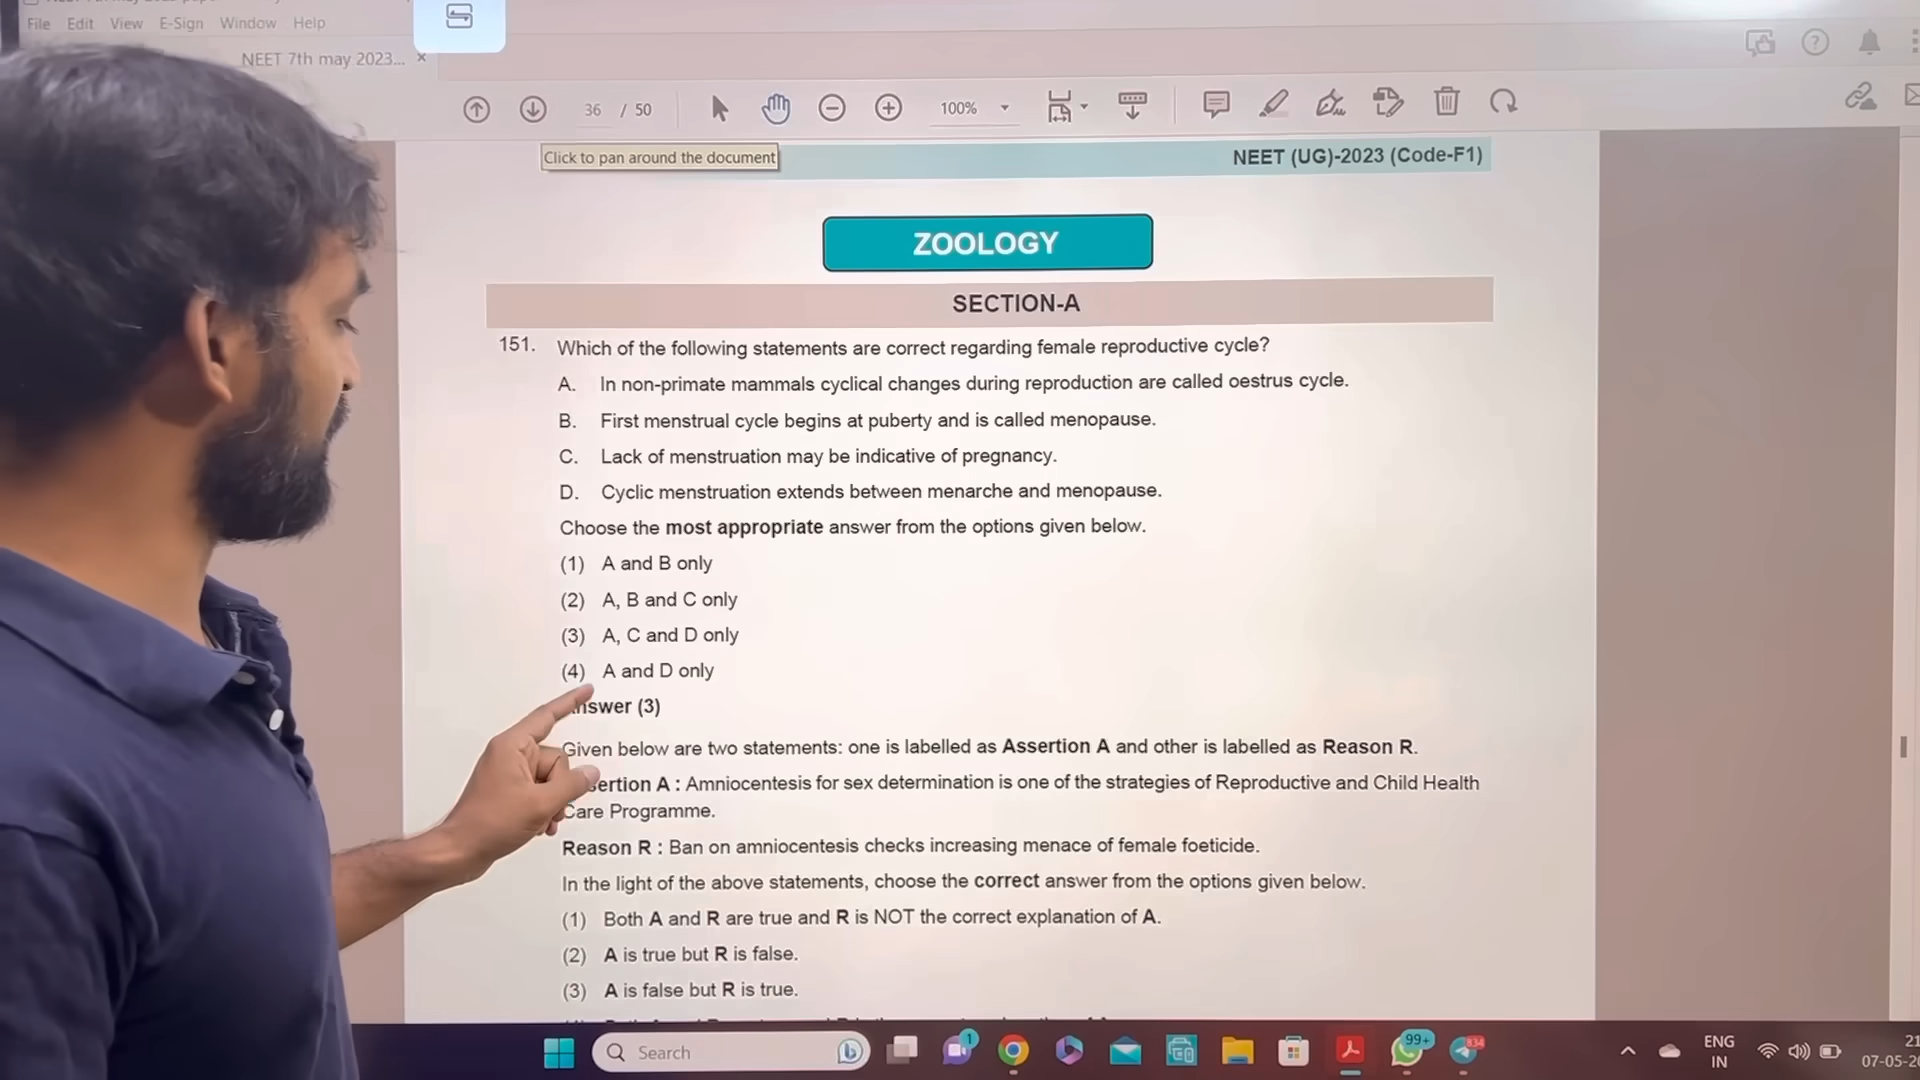 File Edit View E-Sign Window Help
NEET 7th may 2023... ×
36 / 50 100%
Click to pan around the document
NEET (UG)-2023 (Code-F1)
ZOOLOGY
SECTION-A
151. Which of the following statements are correct regarding female reproductive cycle?
A. In non-primate mammals cyclical changes during reproduction are called oestrus cycle.
B. First menstrual cycle begins at puberty and is called menopause.
C. Lack of menstruation may be indicative of pregnancy.
D. Cyclic menstruation extends between menarche and menopause.
Choose the most appropriate answer from the options given below.
(1) A and B only
(2) A, B and C only
(3) A, C and D only
(4) A and D only
nswer (3)
Given below are two statements: one is labelled as Assertion A and other is labelled as Reason R.
sertion A : Amniocentesis for sex determination is one of the strategies of Reproductive and Child Health
Care Programme.
Reason R : Ban on amniocentesis checks increasing menace of female foeticide.
In the light of the above statements, choose the correct answer from the options given below.
(1) Both A and R are true and R is NOT the correct explanation of A.
(2) A is true but R is false.
(3) A is false but R is true.
Search
1
99+
834
ENG
IN
21
07-05-2